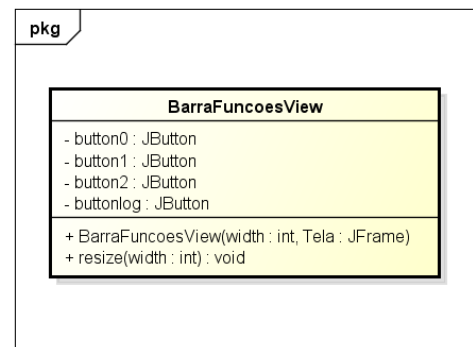 pkg
BarraFuncoesView
- button0 : JButton
- button1 : JButton
- button2 : JButton
- buttonlog : JButton
+ BarraFuncoesView(width : int, Tela : JFrame)
+ resize(width : int) : void